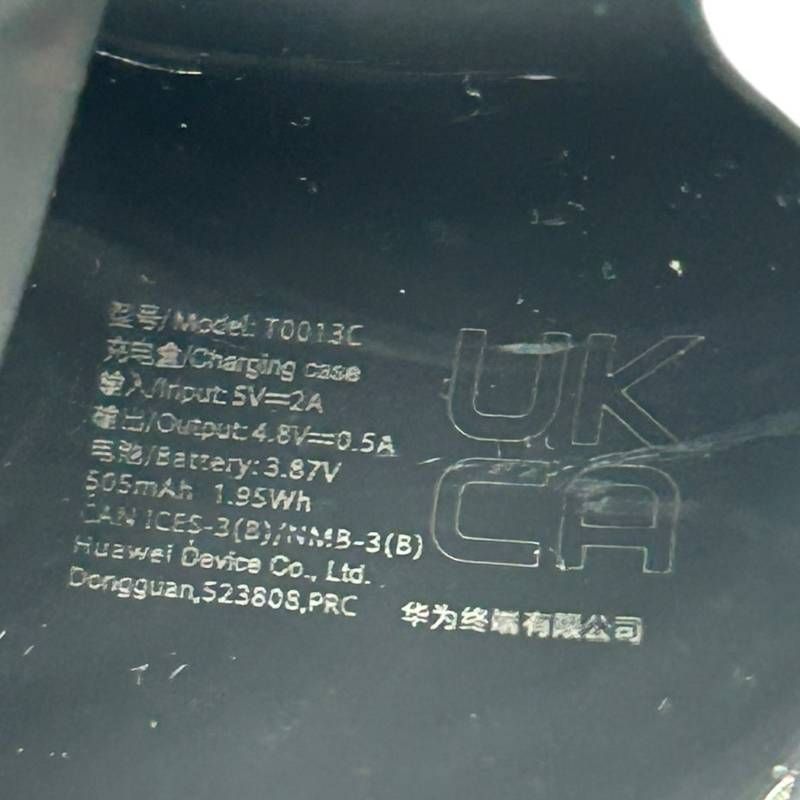 型号/Model: T0013C
充电盒/Charging case
输入/Input: 5V⎓2A
输出/Output: 4.8V⎓0.5A
电池/Battery: 3.87V
505mAh 1.95Wh
CAN ICES-3(B)/NMB-3(B)
Huawei Device Co., Ltd.
Dongguan,523808,PRC 华为终端有限公司
UK
CA